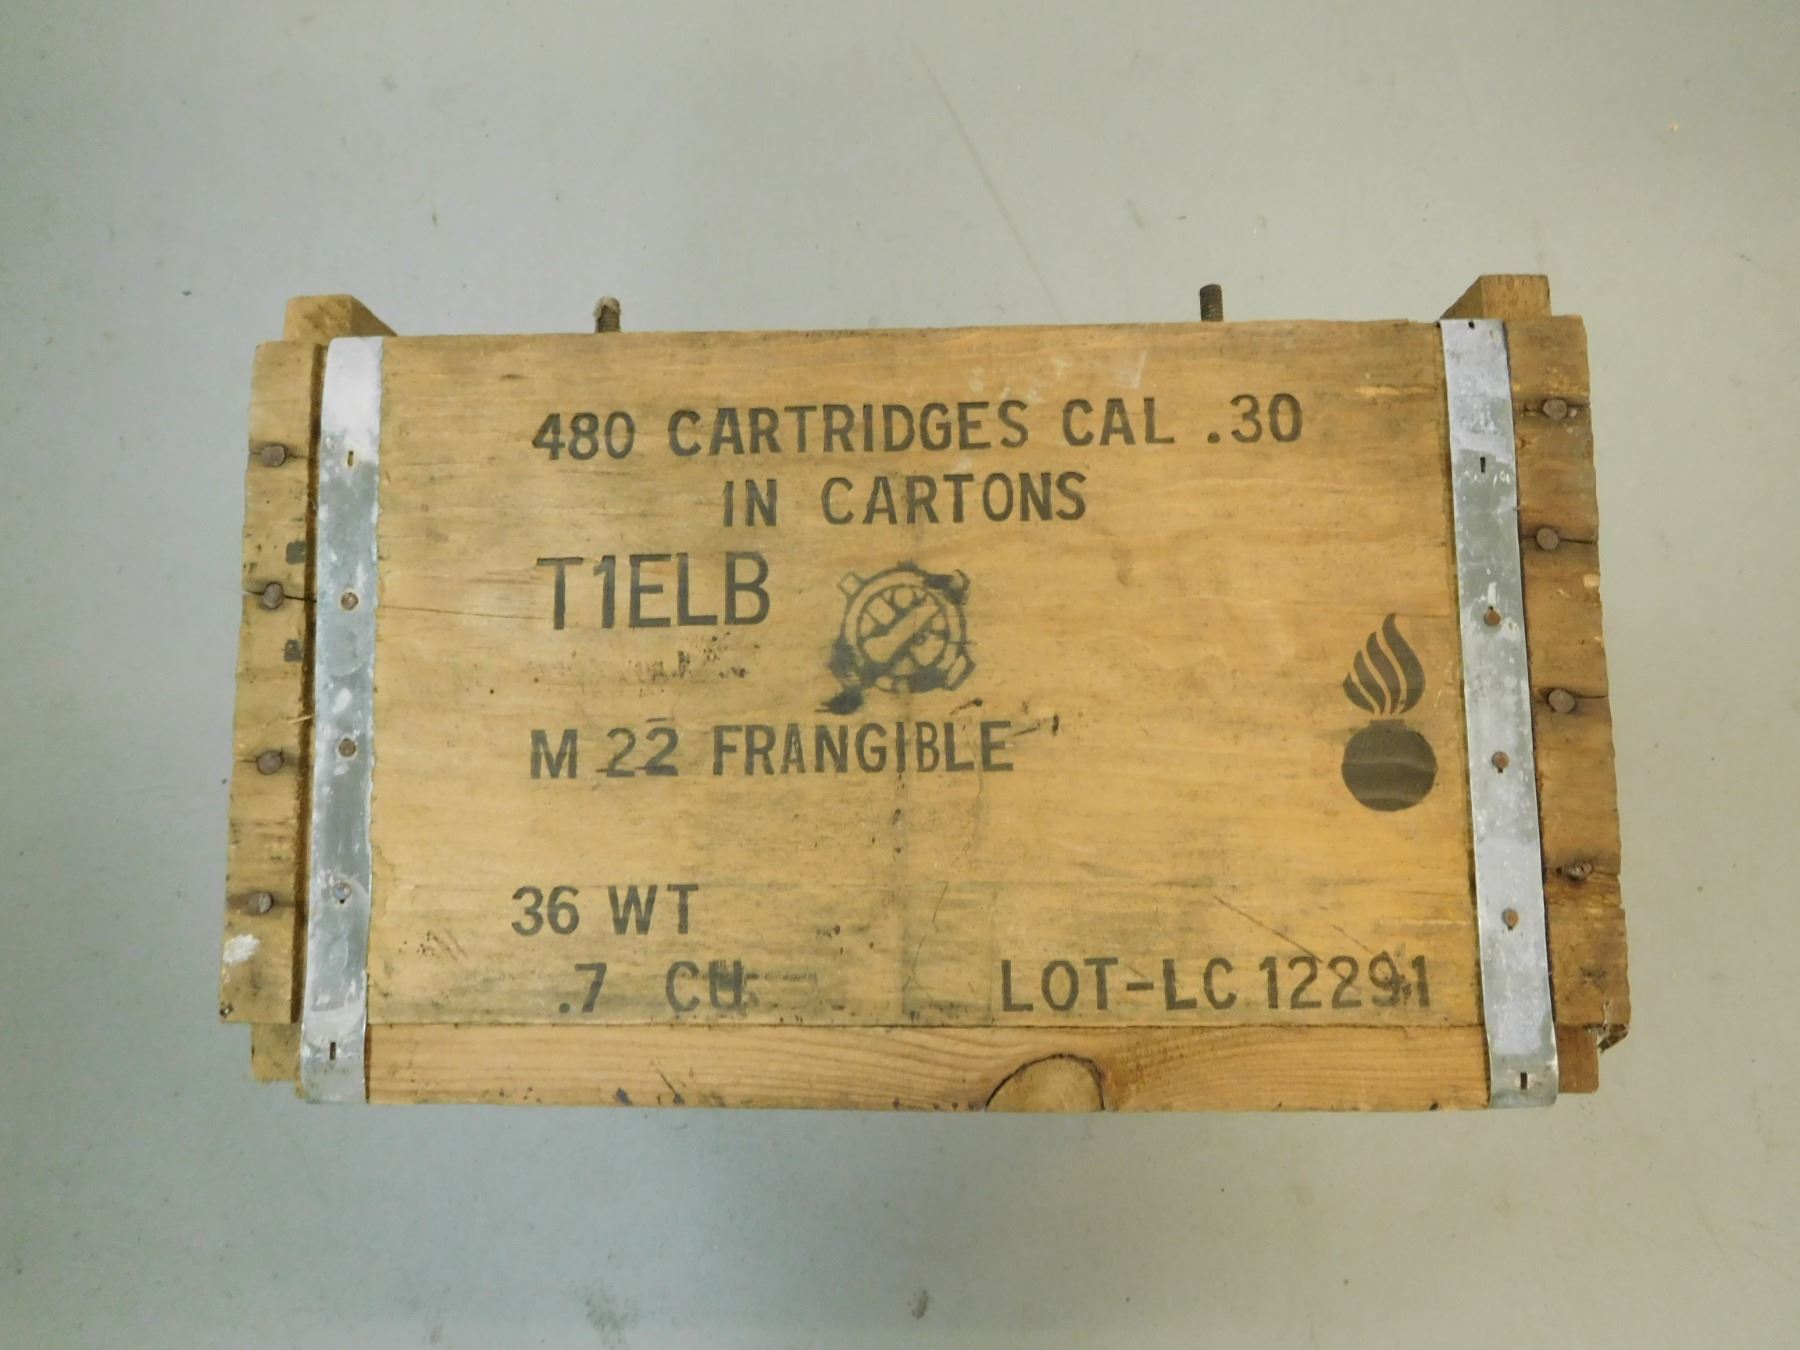 480 CARTRIDGES CAL .30
IN CARTONS
T1ELB
M 22 FRANGIBLE
36 WT
.7 CU
LOT-LC 12291